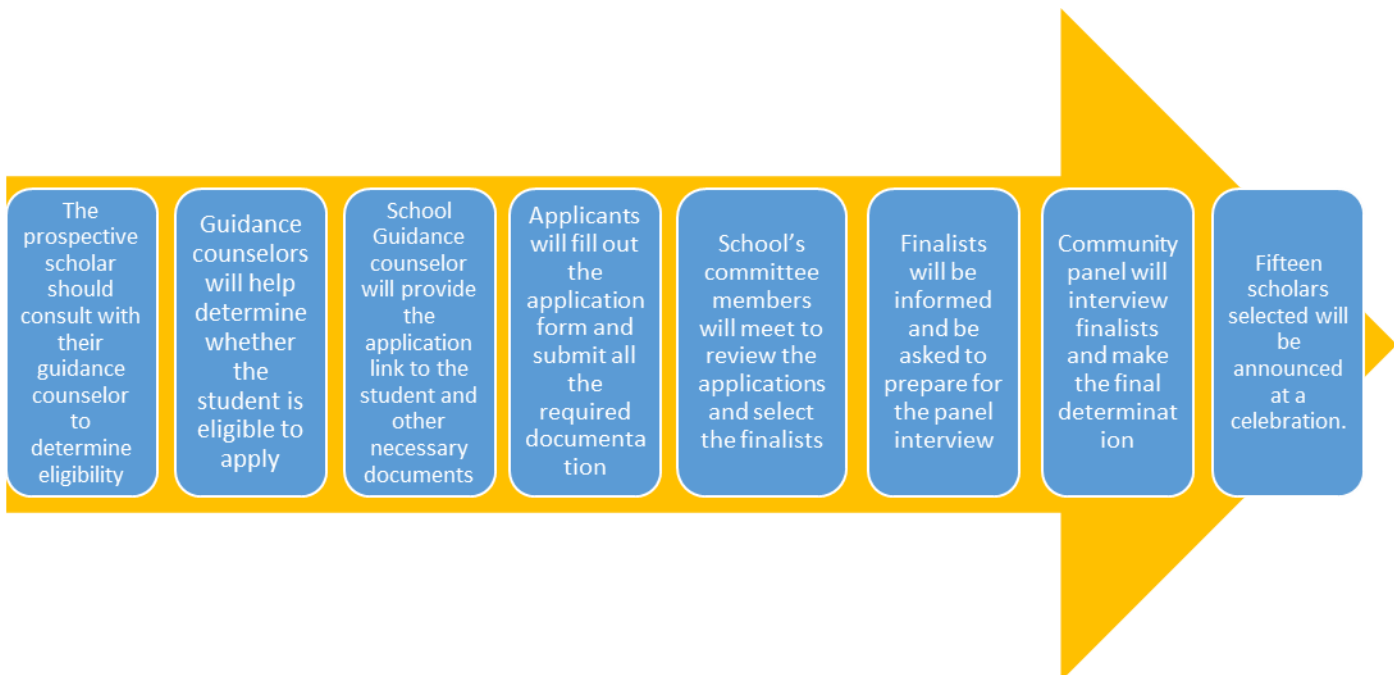 The
prospective
scholar
should
consult with
their
guidance
counselor
to
determine
eligibility
Guidance
counselors
will help
determine
whether
the
student is
eligible to
apply
School
Guidance
counselor
will provide
the
application
link to the
student and
other
necessary
documents
Applicants
will fill out
the
application
form and
submit all
the
required
documenta
tion
School’s
committee
members
will meet to
review the
applications
and select
the finalists
Finalists
will be
informed
and be
asked to
prepare for
the panel
interview
Community
panel will
interview
finalists
and make
the final
determinat
ion
Fifteen
scholars
selected will
be
announced
at a
celebration.